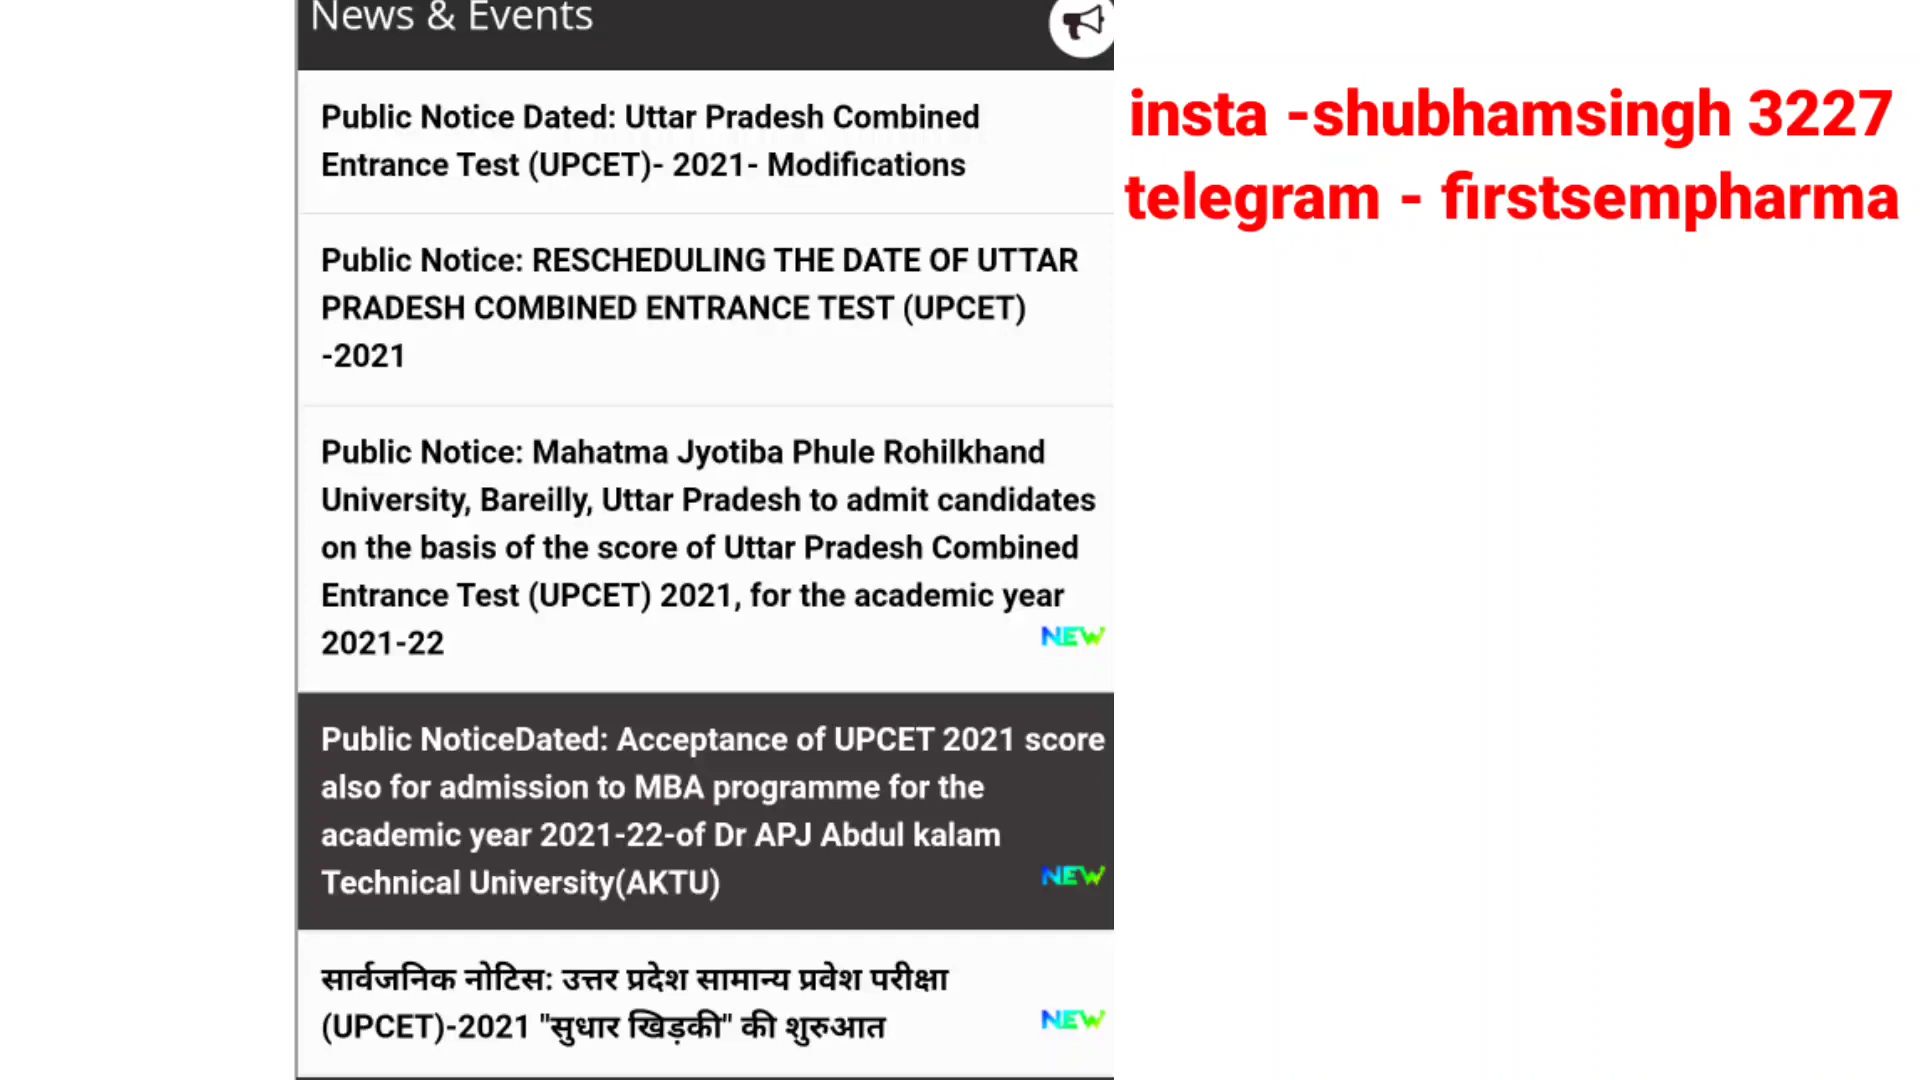 News & Events
Public Notice Dated: Uttar Pradesh Combined
Entrance Test (UPCET)- 2021- Modifications
Public Notice: RESCHEDULING THE DATE OF UTTAR
PRADESH COMBINED ENTRANCE TEST (UPCET)
-2021
Public Notice: Mahatma Jyotiba Phule Rohilkhand
University, Bareilly, Uttar Pradesh to admit candidates
on the basis of the score of Uttar Pradesh Combined
Entrance Test (UPCET) 2021, for the academic year
2021-22 NEW
Public NoticeDated: Acceptance of UPCET 2021 score
also for admission to MBA programme for the
academic year 2021-22-of Dr APJ Abdul kalam
Technical University(AKTU) NEW
सार्वजनिक नोटिस: उत्तर प्रदेश सामान्य प्रवेश परीक्षा
(UPCET)-2021 "सुधार खिड़की" की शुरुआत NEW
insta -shubhamsingh 3227
telegram - firstsempharma